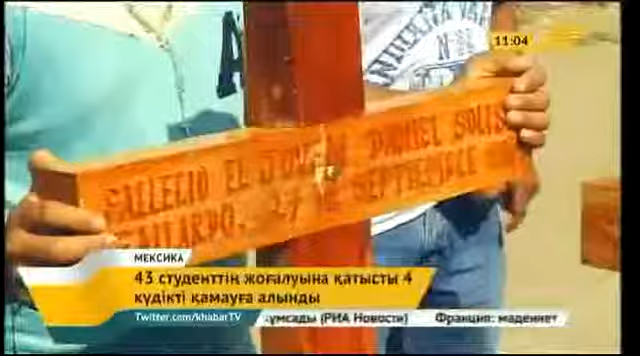 11:04
FALLECIO EL JOVEN DANIEL SOLIS
GALLARDO. 27 DE SEPTIEMBRE
МЕКСИКА
43 студенттің жоғалуына қатысты 4
күдікті қамауға алынды
Twitter.com/khabarTV
жұмсады (РИА Новости) Франция: мәдениет